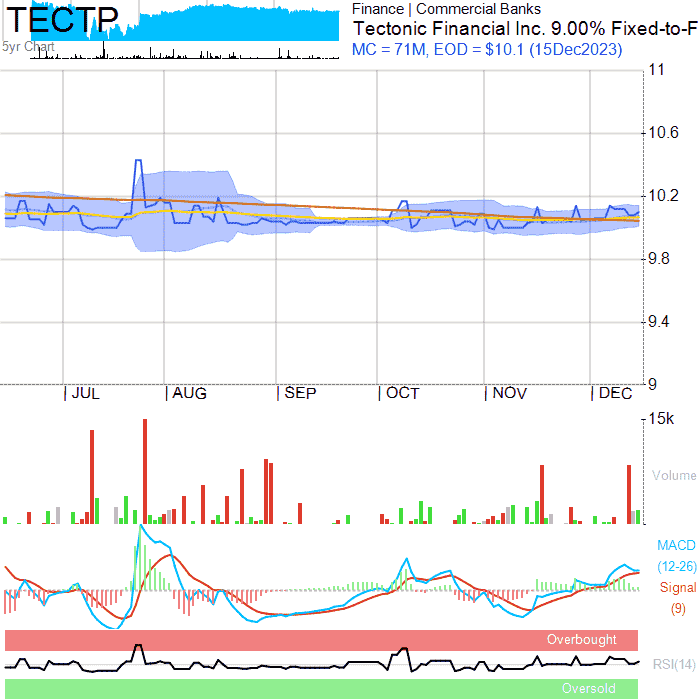 TECTP
5yr Chart
Finance | Commercial Banks
Tectonic Financial Inc. 9.00% Fixed-to-F
MC = 71M, EOD = $10.1 (15Dec2023)
11
10.6
10.2
9.8
9.4
9
JUL AUG SEP OCT NOV DEC
15k
Volume
MACD
(12-26)
Signal
(9)
Overbought
RSI(14)
Oversold